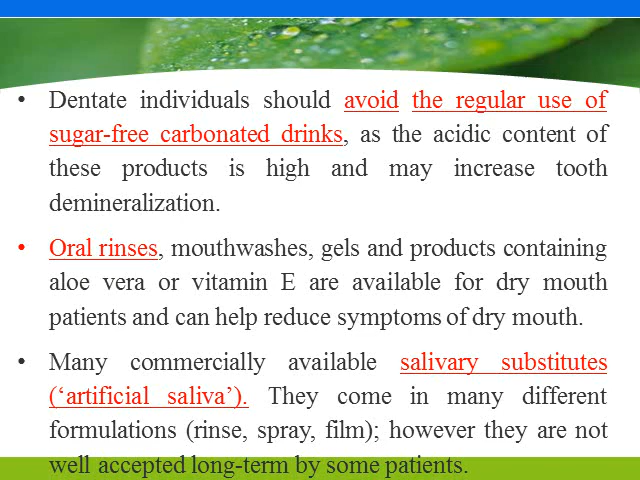 • Dentate individuals should avoid the regular use of
sugar-free carbonated drinks, as the acidic content of
these products is high and may increase tooth
demineralization.
• Oral rinses, mouthwashes, gels and products containing
aloe vera or vitamin E are available for dry mouth
patients and can help reduce symptoms of dry mouth.
• Many commercially available salivary substitutes
(‘artificial saliva’). They come in many different
formulations (rinse, spray, film); however they are not
well accepted long-term by some patients.